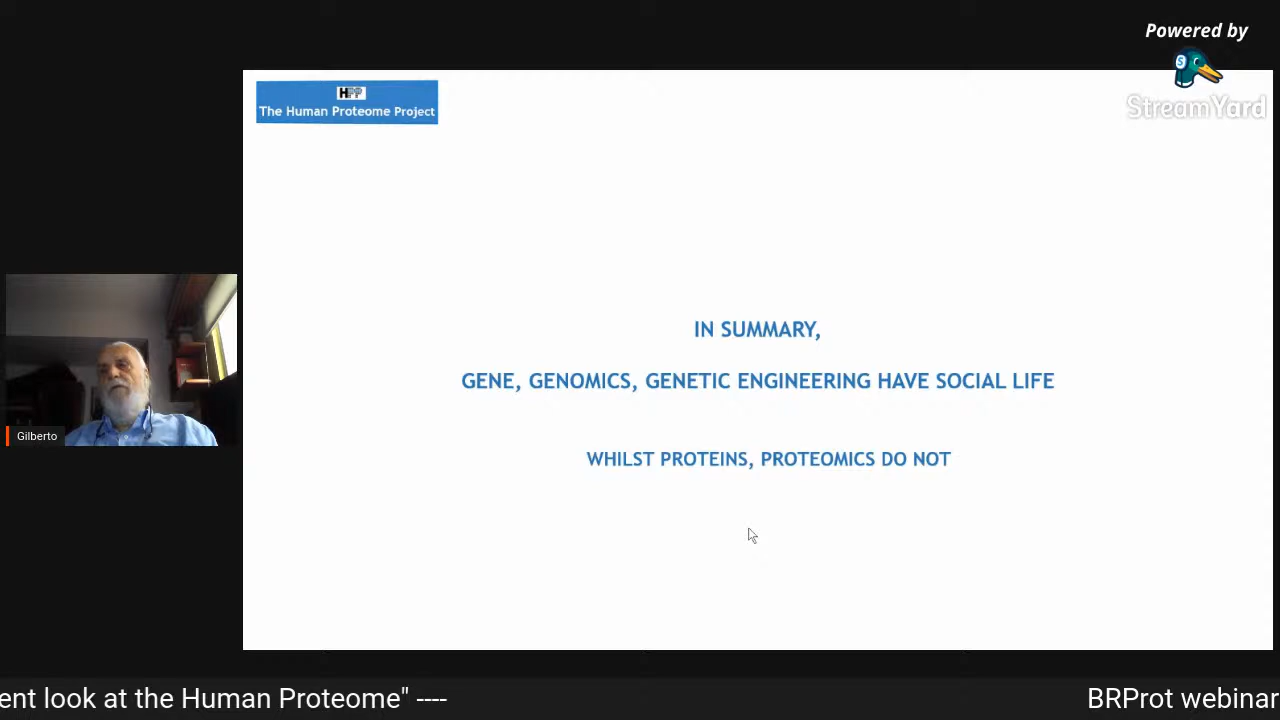 Powered by
StreamYard
HPP
The Human Proteome Project
IN SUMMARY,
GENE, GENOMICS, GENETIC ENGINEERING HAVE SOCIAL LIFE
WHILST PROTEINS, PROTEOMICS DO NOT
Gilberto
ent look at the Human Proteome" ---- BRProt webinar